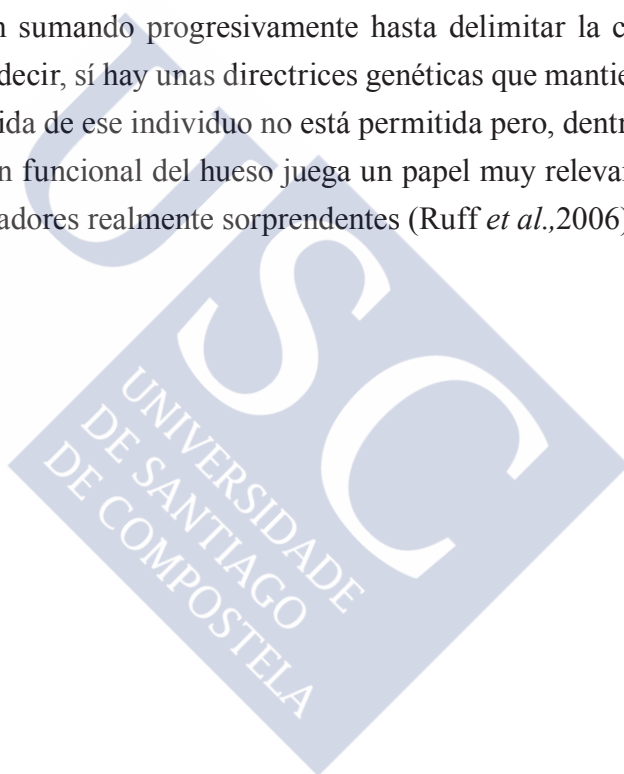 n sumando progresivamente hasta delimitar la c
decir, sí hay unas directrices genéticas que mantie
ida de ese individuo no está permitida pero, dentr
n funcional del hueso juega un papel muy releva
adores realmente sorprendentes (Ruff et al.,2006)
USC
UNIVERSIDADE
DE SANTIAGO
DE COMPOSTELA